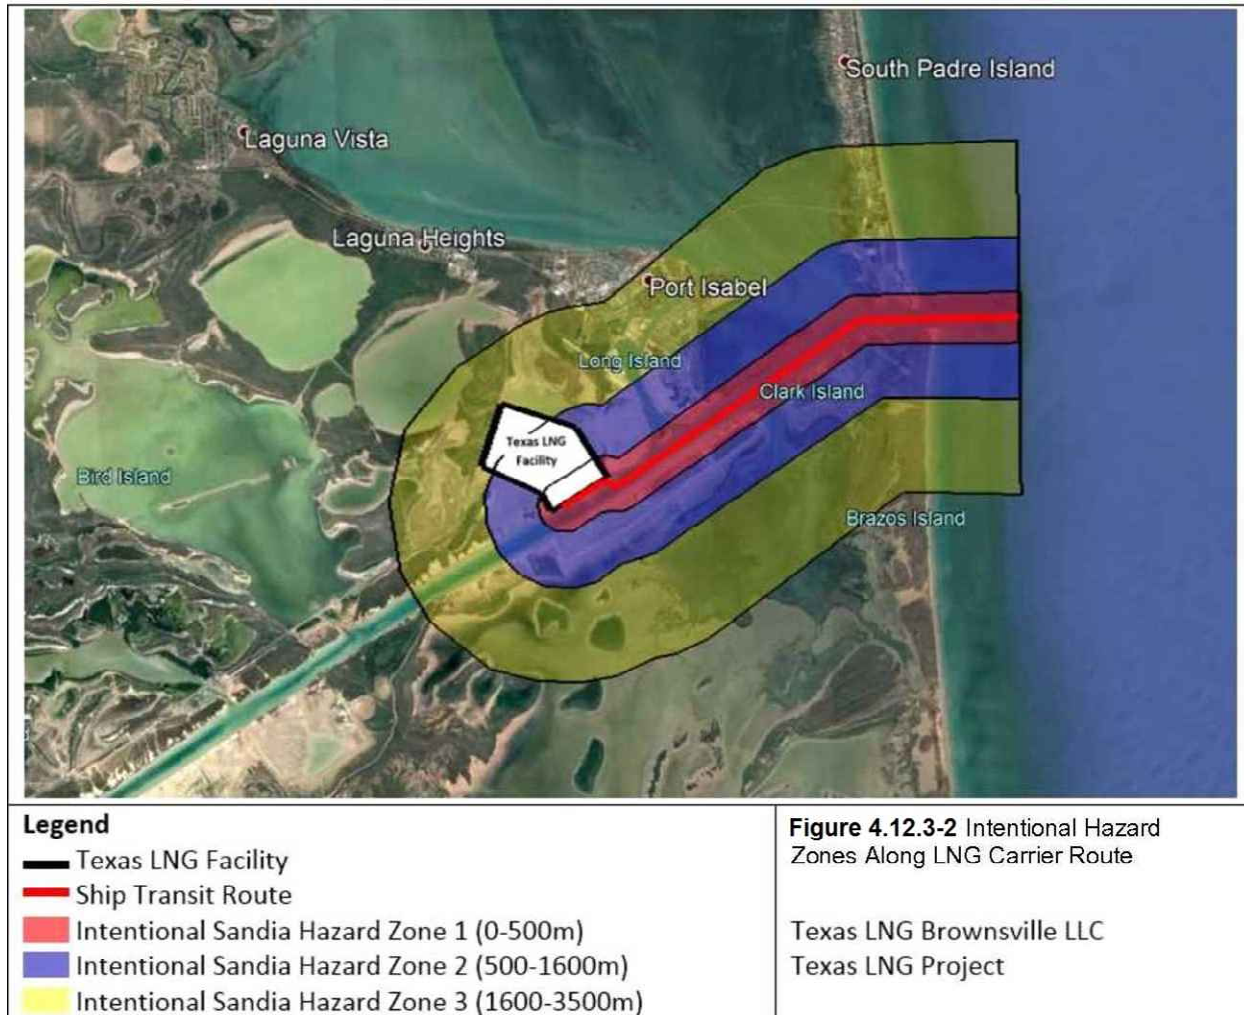 South Padre Island
Laguna Vista
Laguna Heights
Port Isabel
Long Island
Clark Island
Texas LNG
Facility
Bird Island
Brazos Island
Legend
Texas LNG Facility
Ship Transit Route
Intentional Sandia Hazard Zone 1 (0-500m)
Intentional Sandia Hazard Zone 2 (500-1600m)
Intentional Sandia Hazard Zone 3 (1600-3500m)
Figure 4.12.3-2 Intentional Hazard
Zones Along LNG Carrier Route
Texas LNG Brownsville LLC
Texas LNG Project